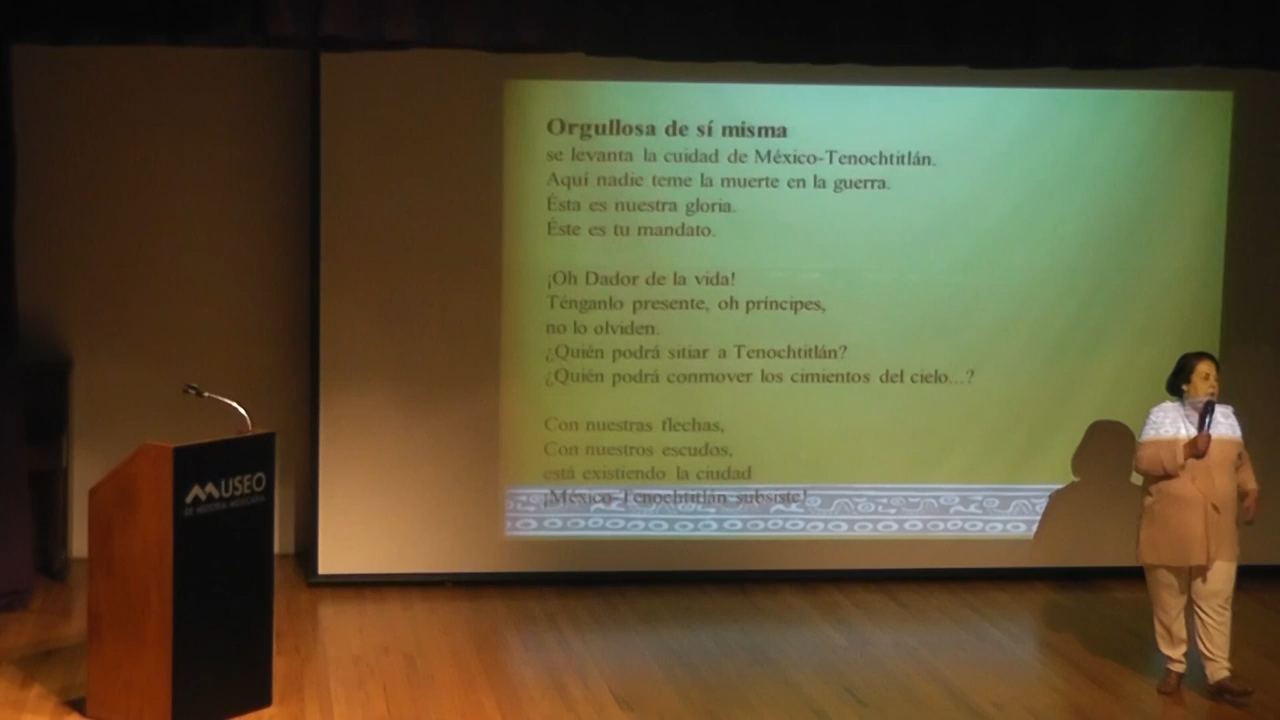 Orgullosa de sí misma
se levanta la cuidad de México-Tenochtitlán.
Aquí nadie teme la muerte en la guerra.
Ésta es nuestra gloria.
Éste es tu mandato.
¡Oh Dador de la vida!
Ténganlo presente, oh príncipes,
no lo olviden.
¿Quién podrá sitiar a Tenochtitlán?
¿Quién podrá conmover los cimientos del cielo...?
Con nuestras flechas,
Con nuestros escudos,
está existiendo la ciudad
¡México-Tenochtitlán subsiste!
MUSEO
DE HISTORIA MEXICANA